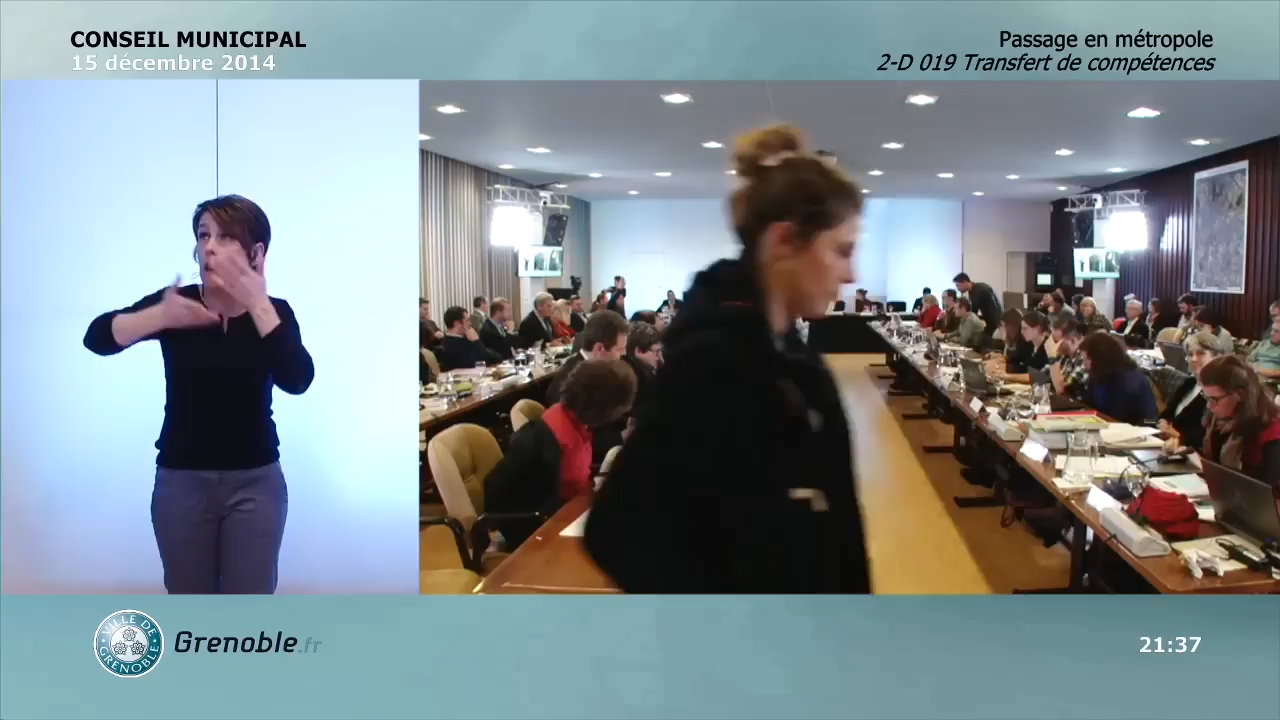 CONSEIL MUNICIPAL
15 décembre 2014
Passage en métropole
2-D 019 Transfert de compétences
VILLE DE GRENOBLE
Grenoble.fr
21:37